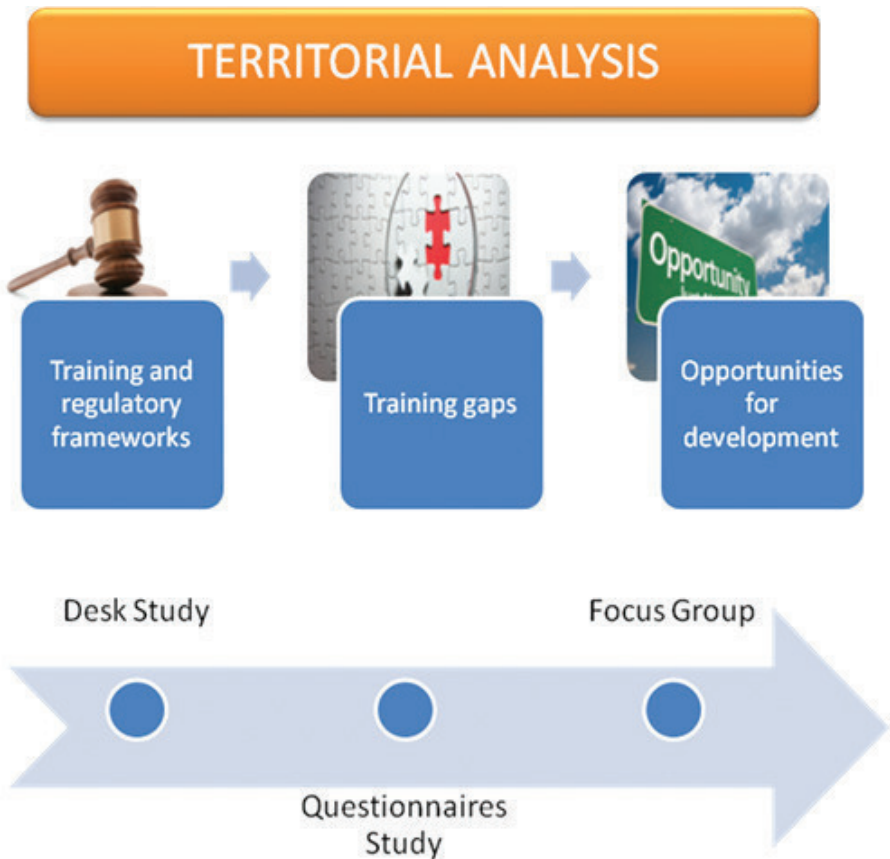 TERRITORIAL ANALYSIS
Opportunity
Training and
regulatory
frameworks
Training gaps
Opportunities
for
development
Desk Study
Focus Group
Questionnaires
Study